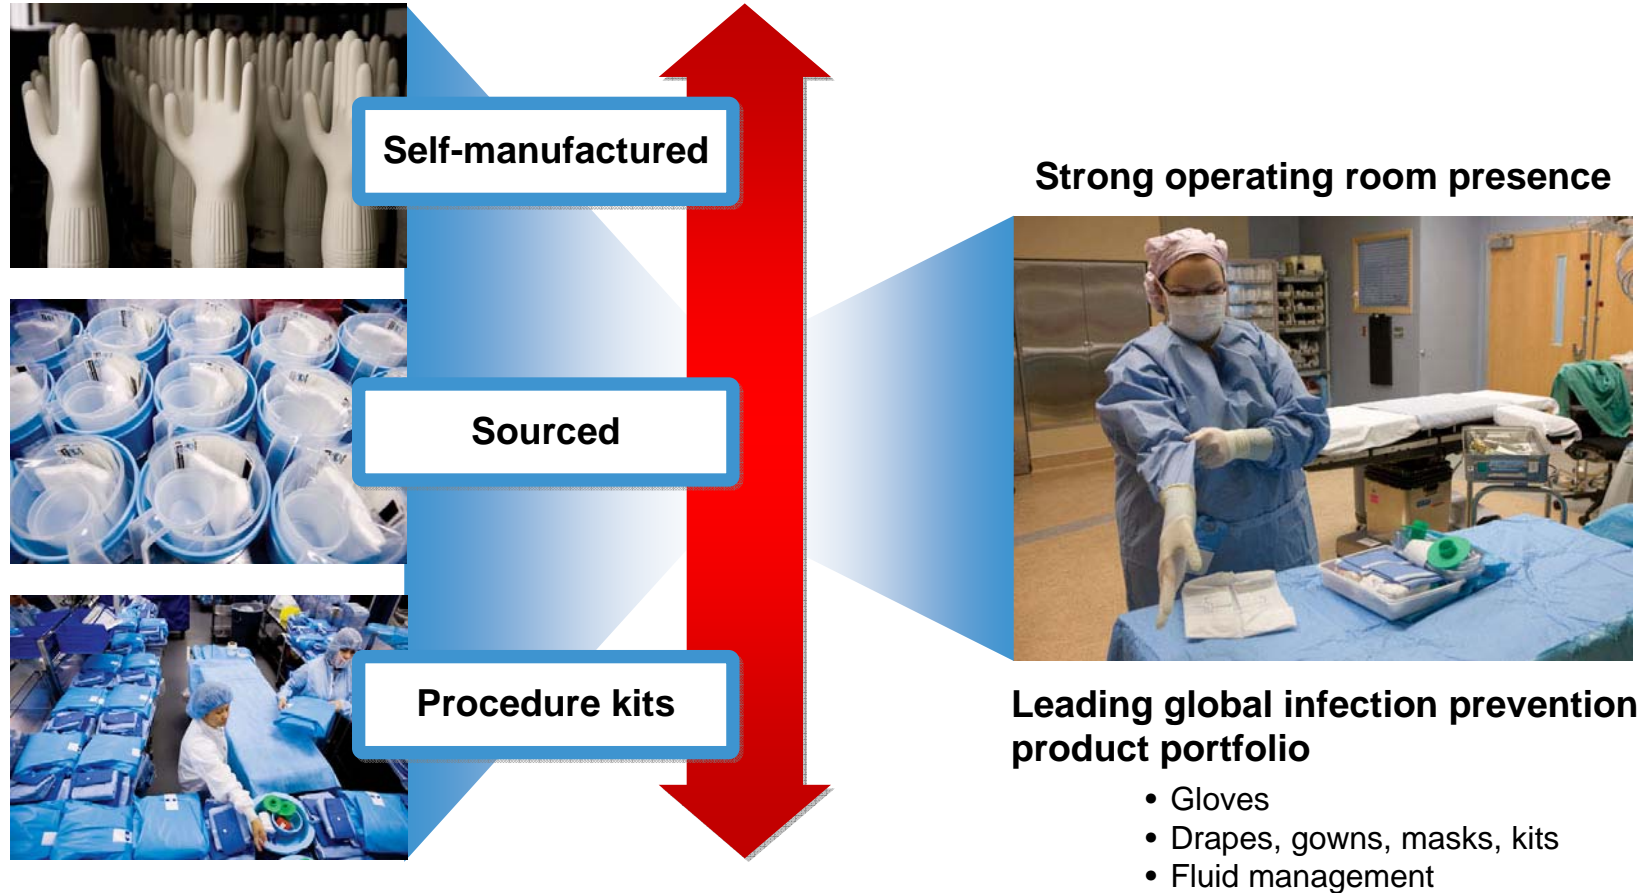 Self-manufactured
Sourced
Procedure kits
Strong operating room presence
Leading global infection prevention
product portfolio
• Gloves
• Drapes, gowns, masks, kits
• Fluid management